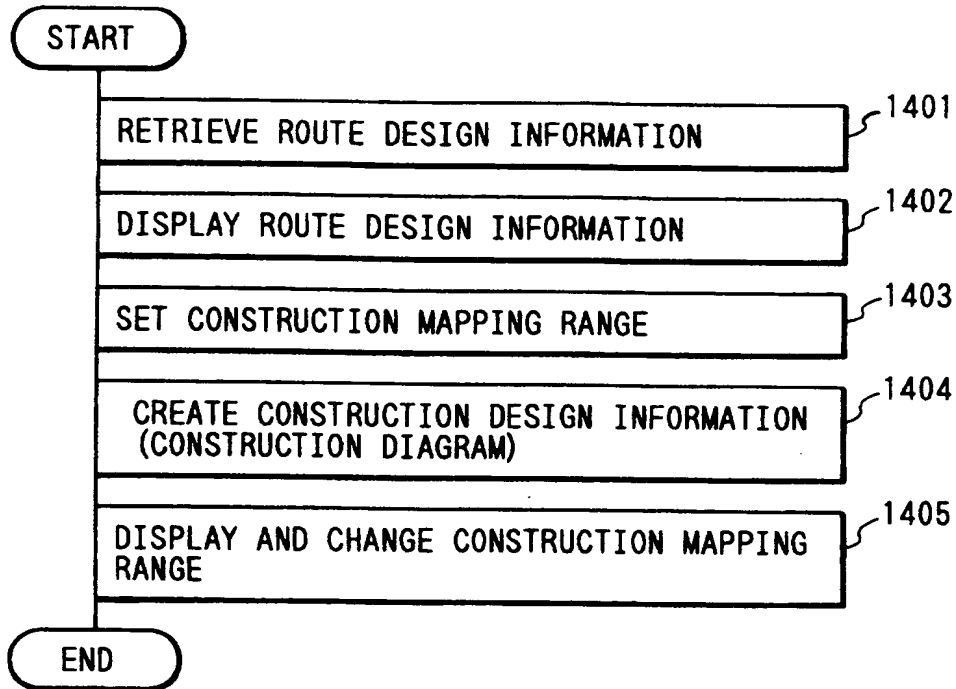 START
1401
RETRIEVE ROUTE DESIGN INFORMATION
1402
DISPLAY ROUTE DESIGN INFORMATION
1403
SET CONSTRUCTION MAPPING RANGE
1404
CREATE CONSTRUCTION DESIGN INFORMATION
(CONSTRUCTION DIAGRAM)
1405
DISPLAY AND CHANGE CONSTRUCTION MAPPING
RANGE
END